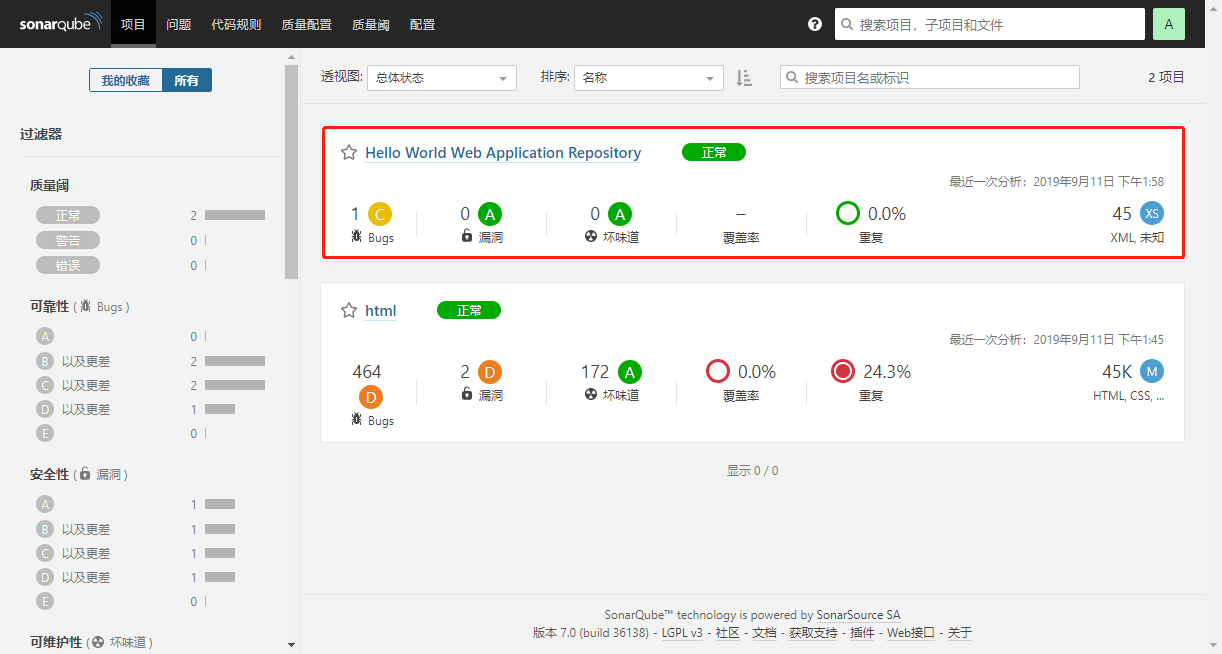 sonarqube 项目 问题 代码规则 质量配置 质量阈 配置 ? 搜索项目，子项目和文件 A
我的收藏 所有
过滤器
质量阈
正常 2
警告 0
错误 0
可靠性 ( Bugs )
A 0
B 以及更差 2
C 以及更差 2
D 以及更差 1
E 0
安全性 ( 漏洞 )
A 1
B 以及更差 1
C 以及更差 1
D 以及更差 1
E 0
可维护性 ( 坏味道 )
透视图: 总体状态 排序: 名称 搜索项目名或标识 2 项目
Hello World Web Application Repository 正常
最近一次分析： 2019年9月11日 下午1:58
1 C 0 A 0 A – 0.0% 45 XS
Bugs 漏洞 坏味道 覆盖率 重复 XML, 未知
html 正常
最近一次分析： 2019年9月11日 下午1:45
464 2 D 172 A 0.0% 24.3% 45K M
D 漏洞 坏味道 覆盖率 重复 HTML, CSS, ...
Bugs
显示 0 / 0
SonarQube™ technology is powered by SonarSource SA
版本 7.0 (build 36138) - LGPL v3 - 社区 - 文档 - 获取支持 - 插件 - Web接口 - 关于